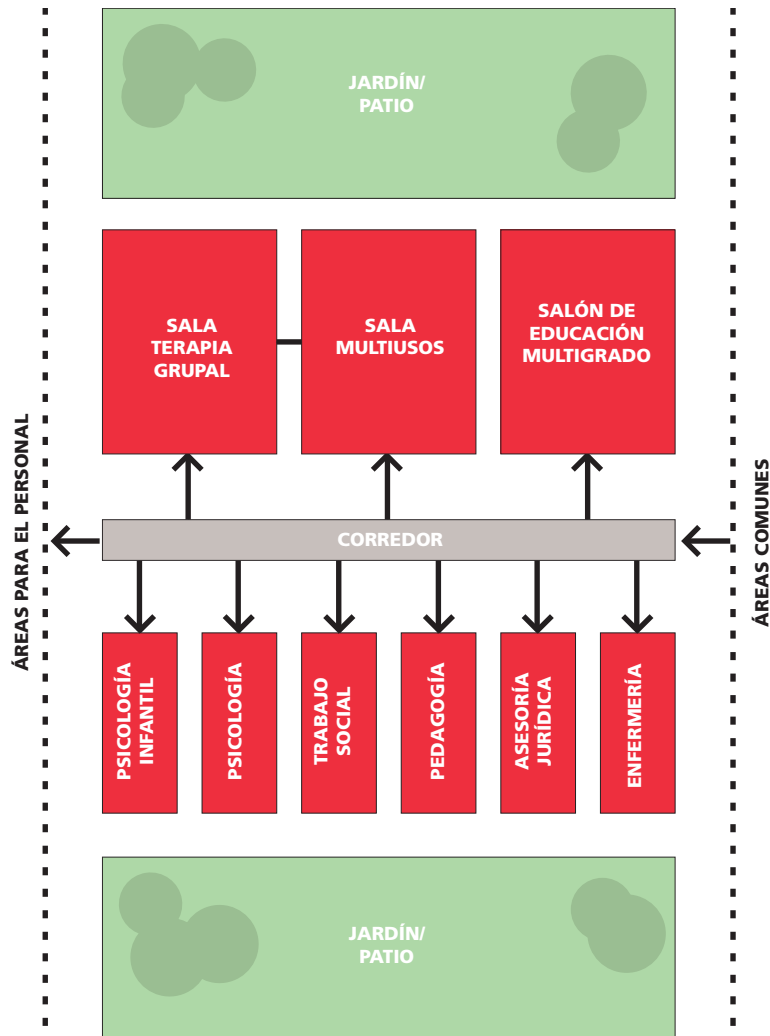 JARDÍN/
PATIO
SALA
TERAPIA
GRUPAL
SALA
MULTIUSOS
SALÓN DE
EDUCACIÓN
MULTIGRADO
ÁREAS PARA EL PERSONAL
CORREDOR
ÁREAS COMUNES
PSICOLOGÍA
INFANTIL
PSICOLOGÍA
TRABAJO
SOCIAL
PEDAGOGÍA
ASESORÍA
JURÍDICA
ENFERMERÍA
JARDÍN/
PATIO